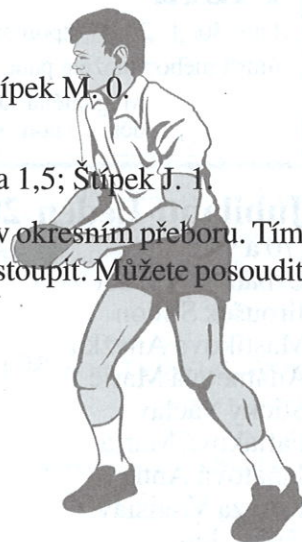 ípek M. 0.
a 1,5; Štípek J. 1.
v okresním přeboru. Tím
stoupit. Můžete posoudit